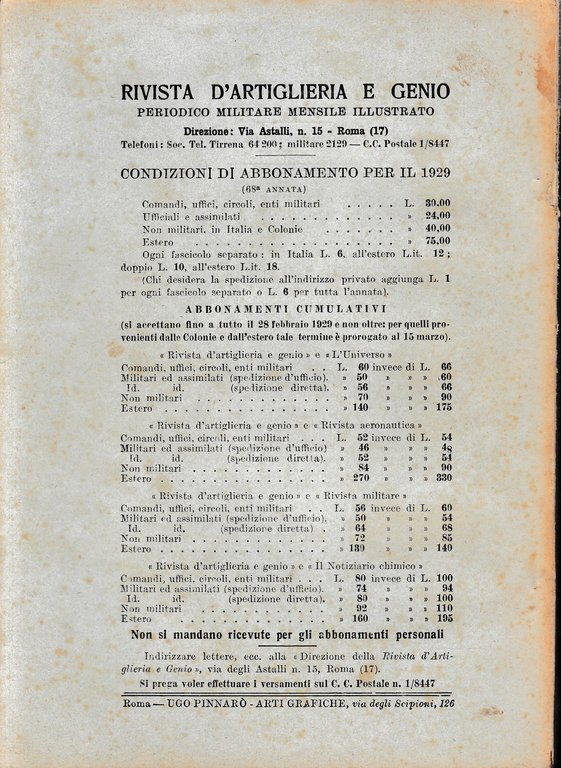 RIVISTA D'ARTIGLIERIA E GENIO
PERIODICO MILITARE MENSILE ILLUSTRATO
Direzione: Via Astalli, n. 15 - Roma (17)
Telefoni: Soc. Tel. Tirrena 64 200; militare 2129 — C.C. Postale 1/8447
CONDIZIONI DI ABBONAMENTO PER IL 1929
(68ª ANNATA)
Comandi, uffici, circoli, enti militari . . . . . L. 30.00
Ufficiali e assimilati . . . . . . . . . . . . » 24.00
Non militari, in Italia e Colonie . . . . . . . » 40,00
Estero . . . . . . . . . . . . . . . . . » 75.00
Ogni fascicolo separato: in Italia L. 6, all'estero L.it. 12;
doppio L. 10, all'estero L.it. 18.
(Chi desidera la spedizione all'indirizzo privato aggiunga L. 1
per ogni fascicolo separato o L. 6 per tutta l'annata).
ABBONAMENTI CUMULATIVI
(si accettano fino a tutto il 28 febbraio 1929 e non oltre: per quelli pro-
venienti dalle Colonie e dall'estero tale termine è prorogato al 15 marzo).
« Rivista d'artiglieria e genio » e « L'Universo »
Comandi, uffici, circoli, enti militari . . L. 60 invece di L. 66
Militari ed assimilati (spedizione d'ufficio). » 50 » » » 60
Id. id. (spedizione diretta). » 56 » » » 66
Non militari . . . . . . . . . . . . » 70 » » » 90
Estero . . . . . . . . . . . . . . » 140 » » » 175
« Rivista d'artiglieria e genio » e « Rivista aeronautica »
Comandi, uffici, circoli, enti militari . . . L. 52 invece di L. 54
Militari ed assimilati (spedizione d'ufficio) » 46 » » » 48
Id. id. (spedizione diretta). » 52 » » » 54
Non militari . . . . . . . . . . . . » 84 » » » 90
Estero . . . . . . . . . . . . . . » 270 » » » 330
« Rivista d'artiglieria e genio » e « Rivista militare »
Comandi, uffici, circoli, enti militari . . . L. 56 invece di L. 60
Militari ed assimilati (spedizione d'ufficio). » 50 » » » 54
Id. id. (spedizione diretta) . » 64 » » » 68
Non militari . . . . . . . . . . . . » 72 » » » 85
Estero . . . . . . . . . . . . . . » 130 » » » 140
« Rivista d'artiglieria e genio » e « Il Notiziario chimico »
Comandi, uffici, circoli, enti militari . . . L. 80 invece di L. 100
Militari ed assimilati (spedizione d'ufficio). » 74 » » » 94
Id. id. (spedizione diretta). » 80 » » » 100
Non militari . . . . . . . . . . . . » 92 » » » 110
Estero . . . . . . . . . . . . . . » 160 » » » 195
Non si mandano ricevute per gli abbonamenti personali
Indirizzare lettere, ecc. alla « Direzione della Rivista d'Arti-
glieria e Genio », via degli Astalli n. 15, Roma (17).
Si prega voler effettuare i versamenti sul C. C. Postale n. 1/8447
Roma — UGO PINNARÒ - ARTI GRAFICHE, via degli Scipioni, 126